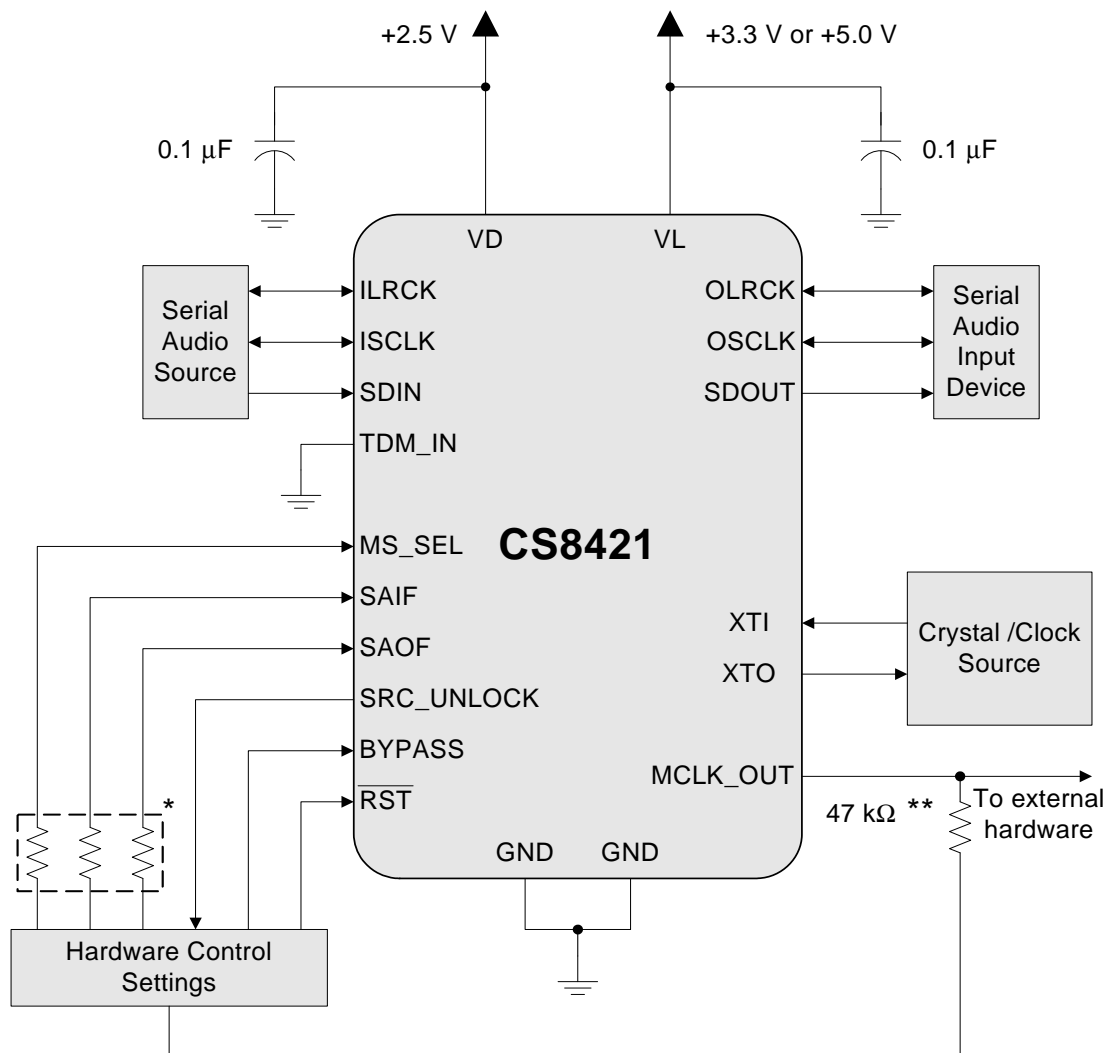 +2.5 V
+3.3 V or +5.0 V
0.1 μF
0.1 μF
VD
VL
Serial
Audio
Source
ILRCK
ISCLK
SDIN
TDM_IN
OLRCK
OSCLK
SDOUT
Serial
Audio
Input
Device
MS_SEL
SAIF
SAOF
SRC_UNLOCK
BYPASS
RST
CS8421
XTI
XTO
Crystal /Clock
Source
MCLK_OUT
47 kΩ **
To external
hardware
*
GND
GND
Hardware Control
Settings